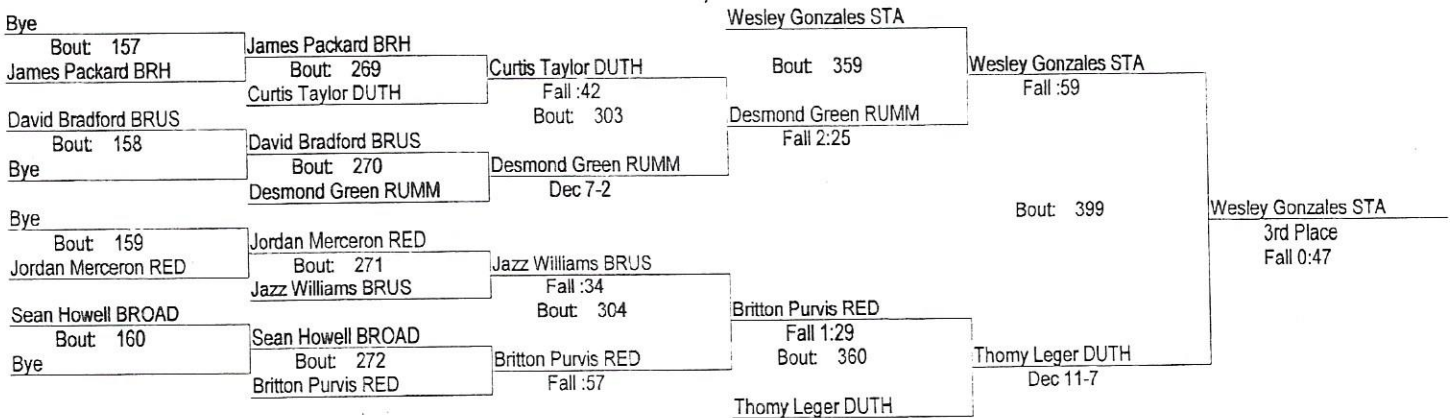 Wesley Gonzales STA
Bye
Bout: 157
James Packard BRH
James Packard BRH
Bout: 269
Curtis Taylor DUTH
Curtis Taylor DUTH
Fall :42
Bout: 303
Bout: 359
Wesley Gonzales STA
Fall :59
David Bradford BRUS
Bout: 158
Bye
David Bradford BRUS
Bout: 270
Desmond Green RUMM
Desmond Green RUMM
Dec 7-2
Desmond Green RUMM
Fall 2:25
Bye
Bout: 159
Jordan Merceron RED
Jordan Merceron RED
Bout: 271
Jazz Williams BRUS
Jazz Williams BRUS
Fall :34
Bout: 304
Bout: 399
Wesley Gonzales STA
3rd Place
Fall 0:47
Sean Howell BROAD
Bout: 160
Bye
Sean Howell BROAD
Bout: 272
Britton Purvis RED
Britton Purvis RED
Fall :57
Britton Purvis RED
Fall 1:29
Bout: 360
Thomy Leger DUTH
Thomy Leger DUTH
Dec 11-7